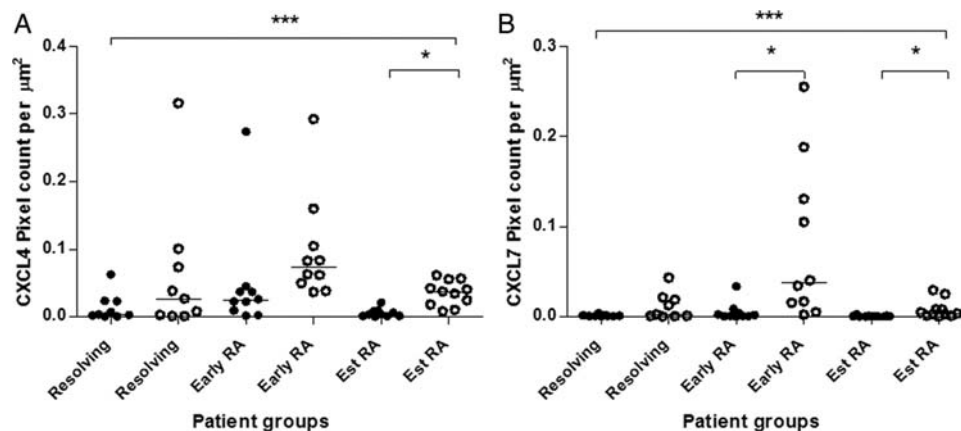 A
***
*
CXCL4 Pixel count per µm²
0.4
0.3
0.2
0.1
0.0
Resolving
Resolving
Early RA
Early RA
Est RA
Est RA
Patient groups
B
***
*
*
CXCL7 Pixel count per µm²
0.3
0.2
0.1
0.0
Resolving
Resolving
Early RA
Early RA
Est RA
Est RA
Patient groups